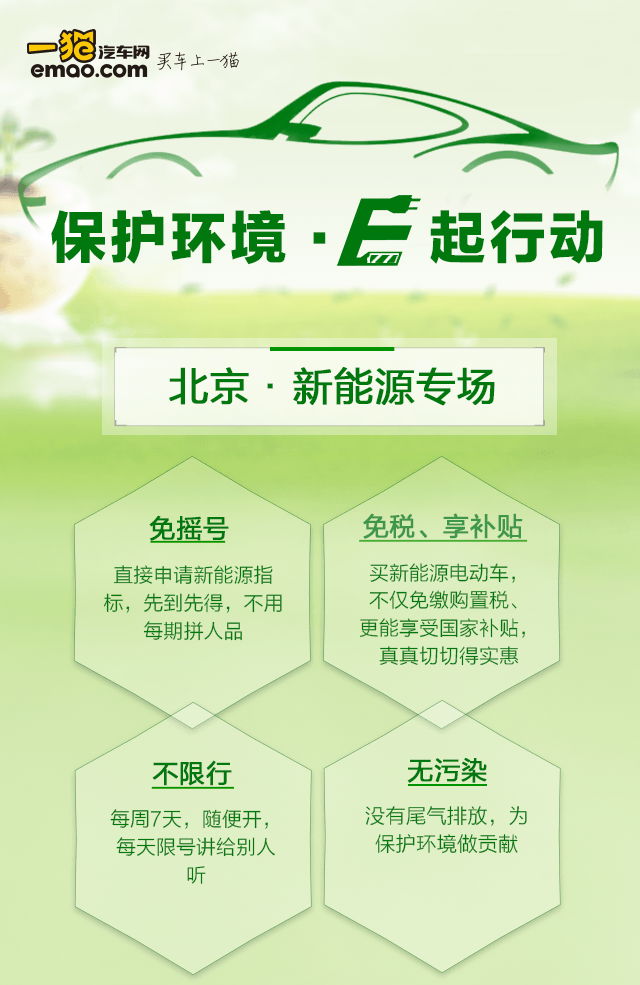 一猫汽车网
emao.com
买车上一猫
保护环境·E起行动
北京·新能源专场
免摇号
直接申请新能源指
标，先到先得，不用
每期拼人品
免税、享补贴
买新能源电动车，
不仅免缴购置税、
更能享受国家补贴，
真真切切得实惠
不限行
每周7天，随便开，
每天限号讲给别人
听
无污染
没有尾气排放，为
保护环境做贡献